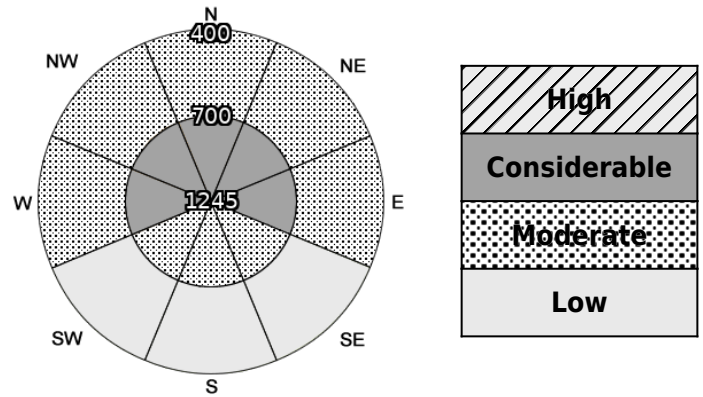 N
400
NW
NE
700
W
1245
E
SW
SE
S
High
Considerable
Moderate
Low